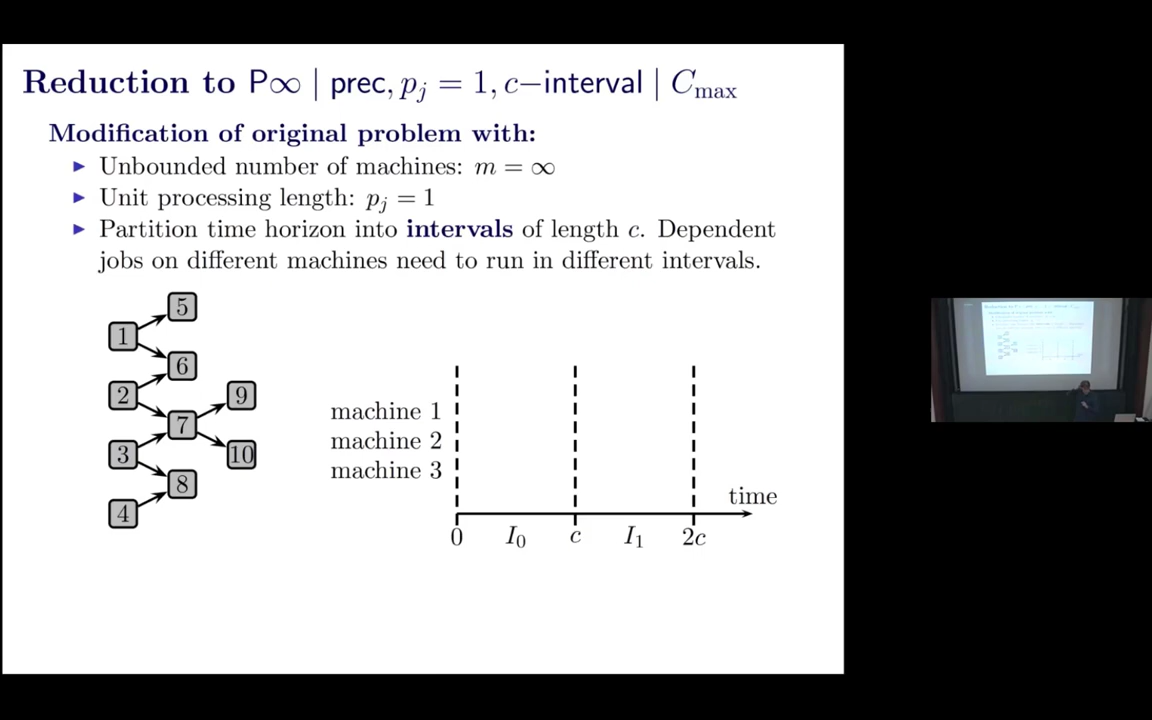 Reduction to P∞ | prec, p_j = 1, c−interval | C_max
Modification of original problem with:
▶ Unbounded number of machines: m = ∞
▶ Unit processing length: p_j = 1
▶ Partition time horizon into intervals of length c. Dependent
jobs on different machines need to run in different intervals.
5
1
6
2
9
7
3
10
8
4
machine 1
machine 2
machine 3
time
0 I_0 c I_1 2c